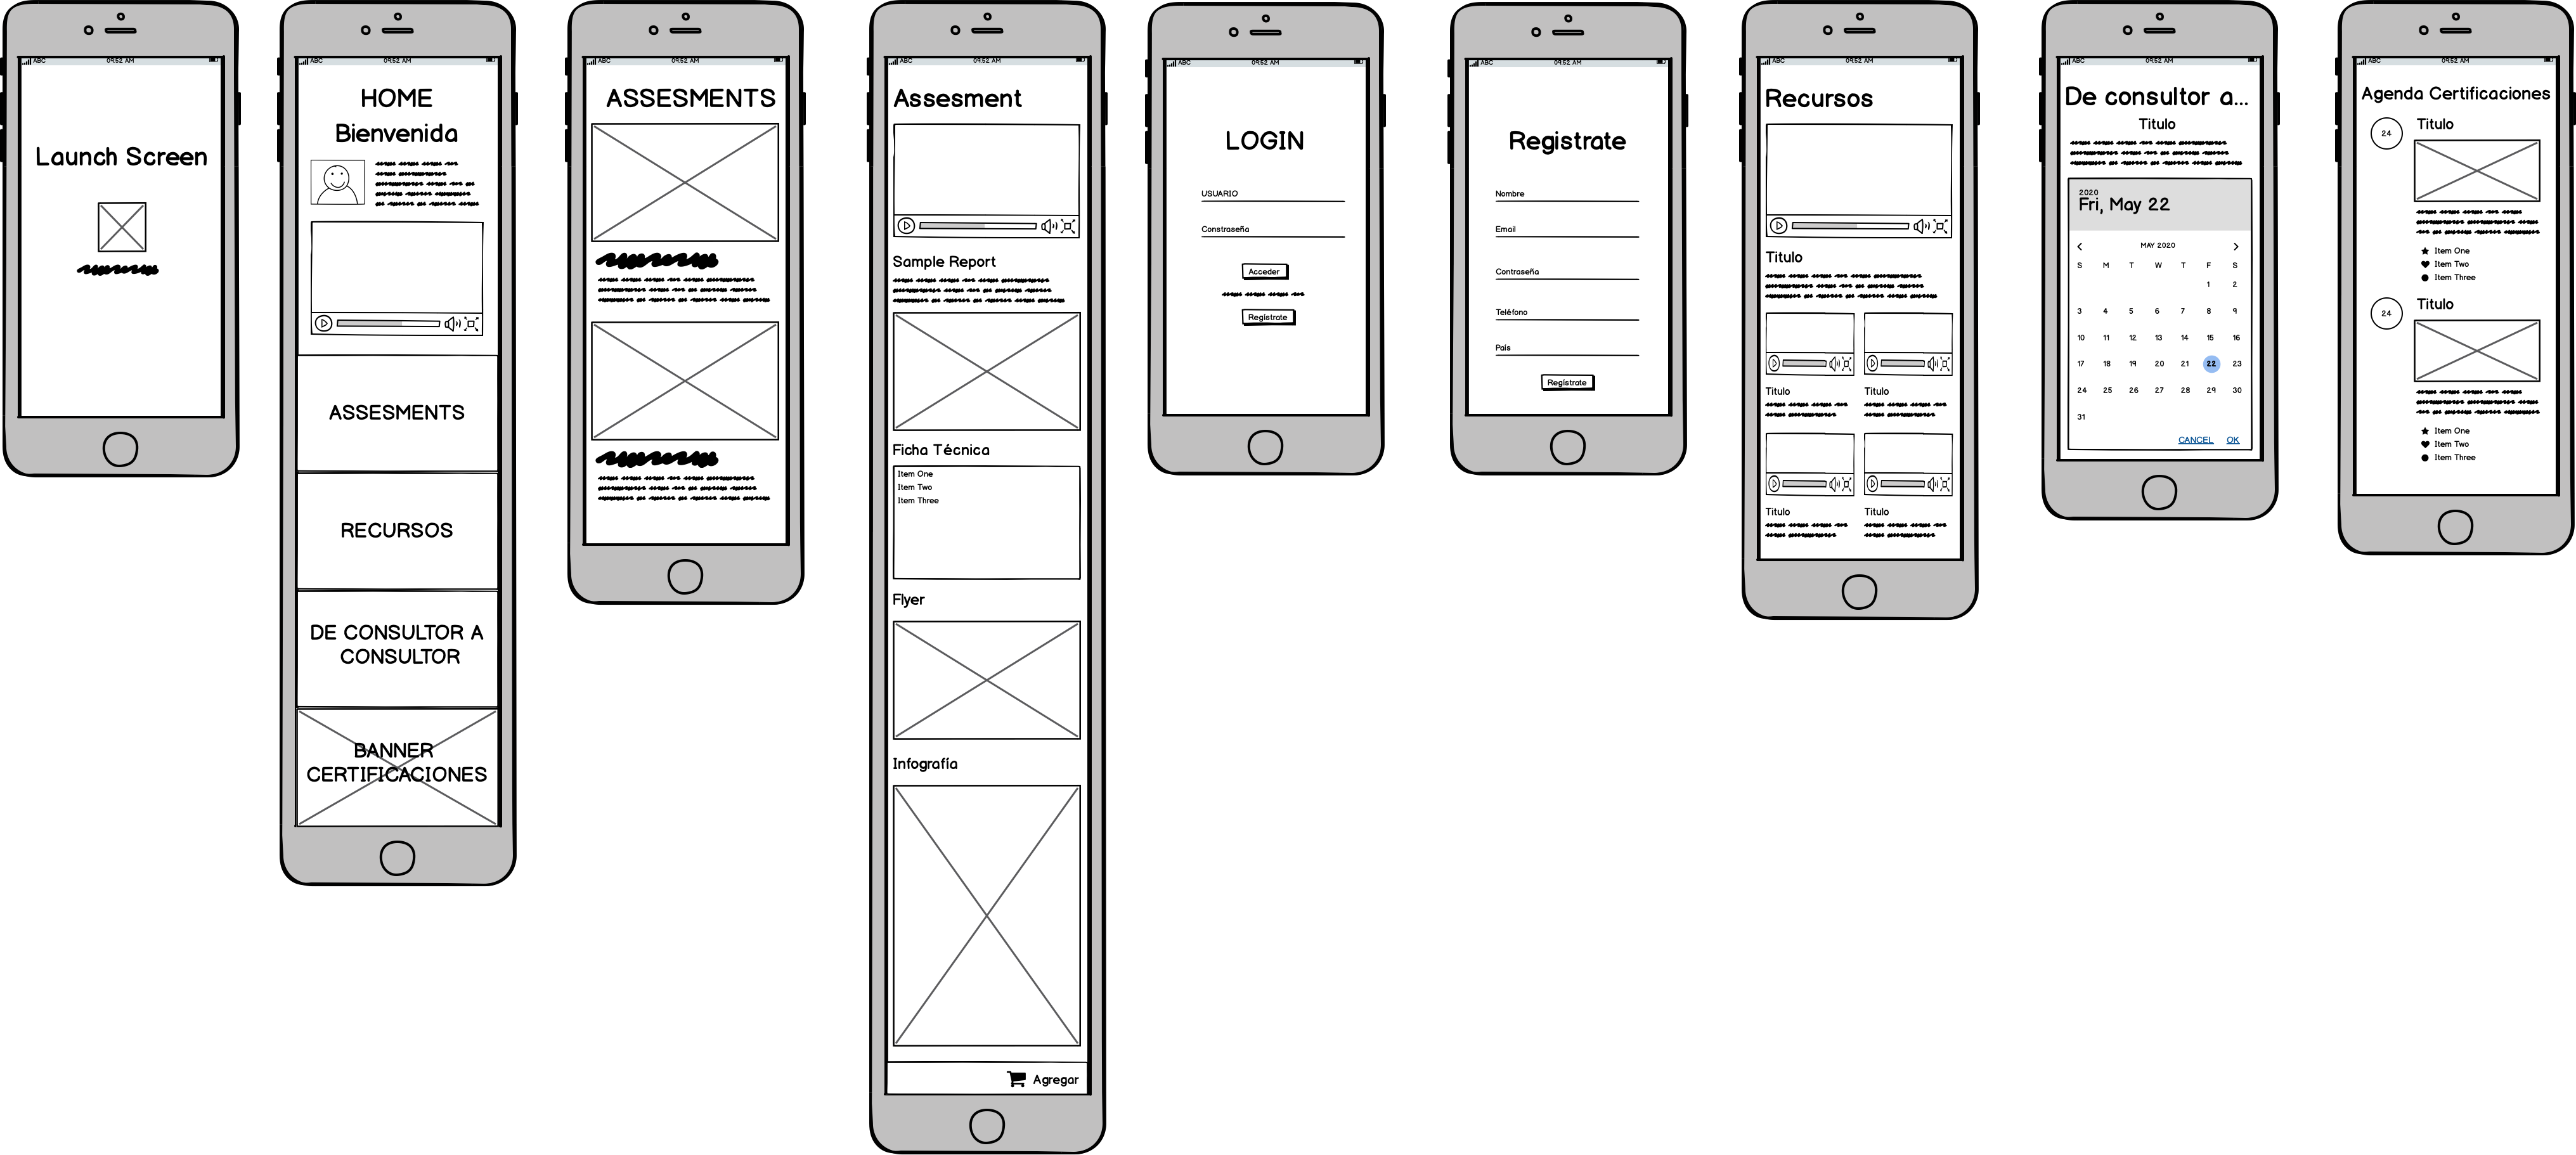 ABC 09:52 AM
Launch Screen
ABC 09:52 AM
HOME
Bienvenida
ASSESMENTS
RECURSOS
DE CONSULTOR A
CONSULTOR
BANNER
CERTIFICACIONES
ABC 09:52 AM
ASSESMENTS
ABC 09:52 AM
Assesment
Sample Report
Ficha Técnica
Item One
Item Two
Item Three
Flyer
Infografía
Agregar
ABC 09:52 AM
LOGIN
USUARIO
Constraseña
Acceder
Regístrate
ABC 09:52 AM
Registrate
Nombre
Email
Contraseña
Teléfono
País
Regístrate
ABC 09:52 AM
Recursos
Titulo
Titulo Titulo
Titulo Titulo
ABC 09:52 AM
De consultor a...
Titulo
2020
Fri, May 22
MAY 2020
S M T W T F S
1 2
3 4 5 6 7 8 9
10 11 12 13 14 15 16
17 18 19 20 21 22 23
24 25 26 27 28 29 30
31
CANCEL OK
ABC 09:52 AM
Agenda Certificaciones
24 Titulo
Item One
Item Two
Item Three
24 Titulo
Item One
Item Two
Item Three